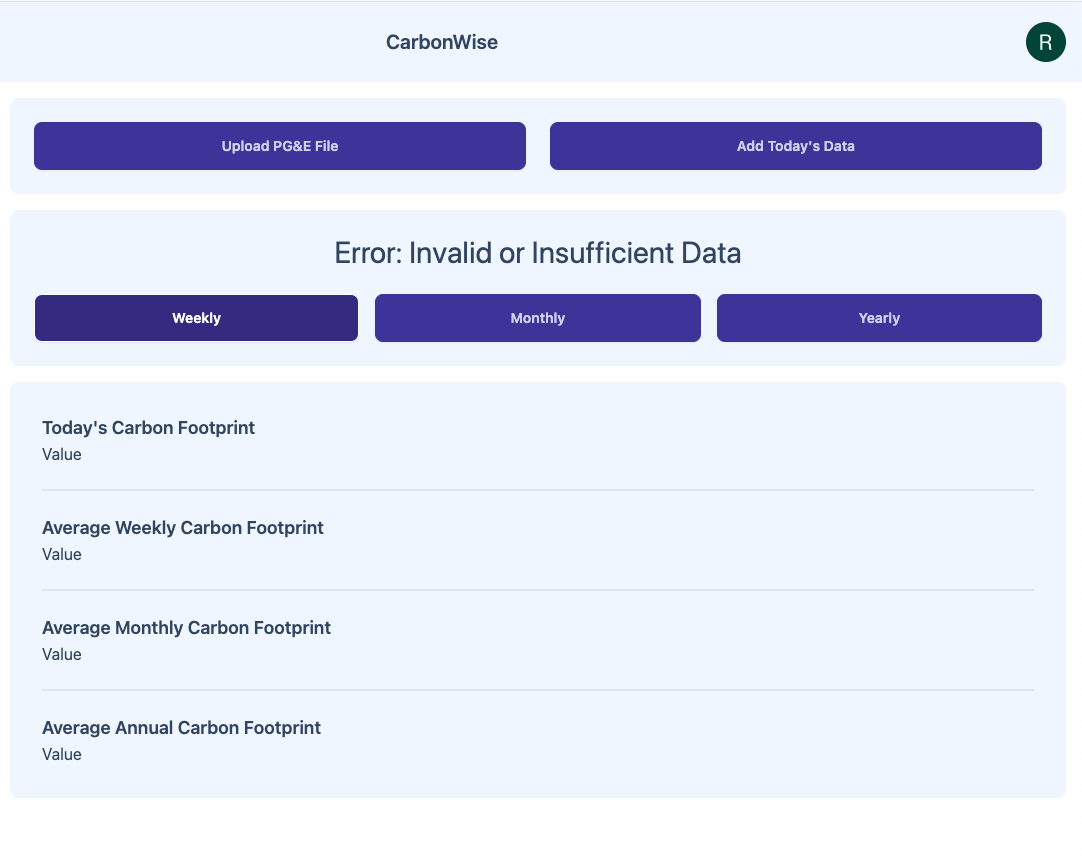 CarbonWise
R
Upload PG&E File
Add Today's Data
Error: Invalid or Insufficient Data
Weekly
Monthly
Yearly
Today's Carbon Footprint
Value
Average Weekly Carbon Footprint
Value
Average Monthly Carbon Footprint
Value
Average Annual Carbon Footprint
Value